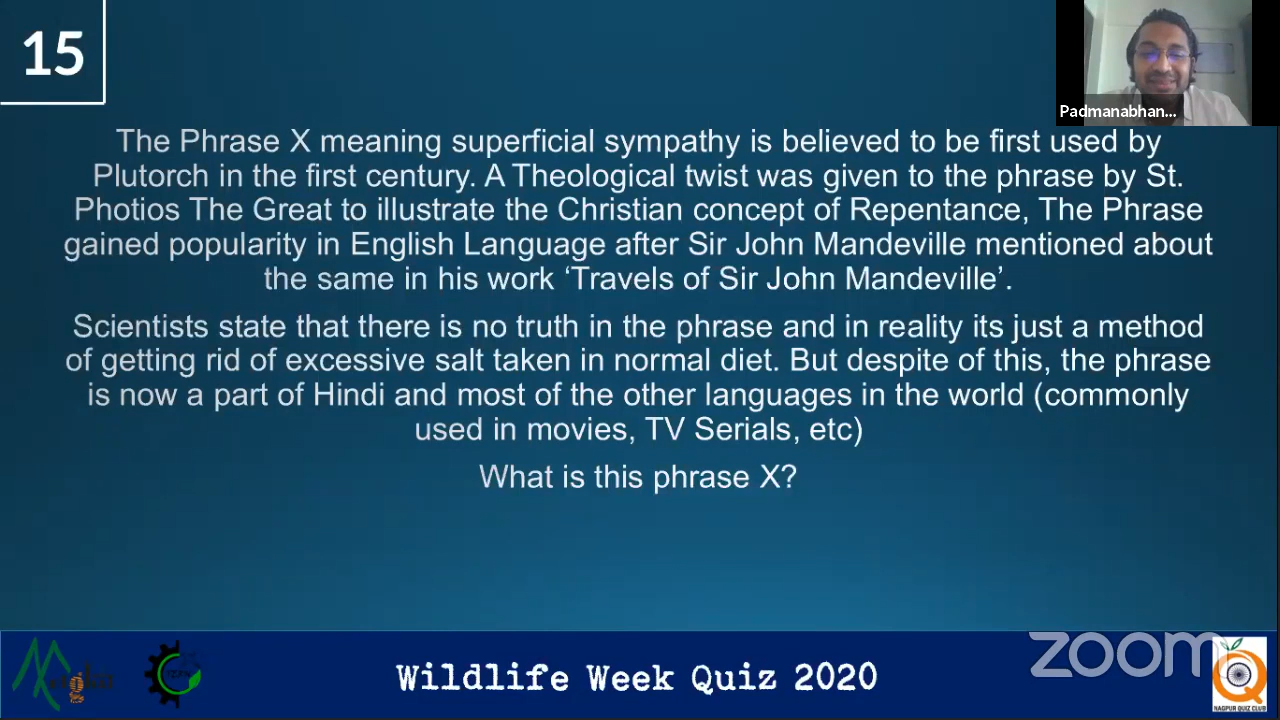 15
Padmanabhan...
The Phrase X meaning superficial sympathy is believed to be first used by
Plutorch in the first century. A Theological twist was given to the phrase by St.
Photios The Great to illustrate the Christian concept of Repentance, The Phrase
gained popularity in English Language after Sir John Mandeville mentioned about
the same in his work ‘Travels of Sir John Mandeville’.
Scientists state that there is no truth in the phrase and in reality its just a method
of getting rid of excessive salt taken in normal diet. But despite of this, the phrase
is now a part of Hindi and most of the other languages in the world (commonly
used in movies, TV Serials, etc)
What is this phrase X?
Wildlife Week Quiz 2020
zoom
NAGPUR QUIZ CLUB